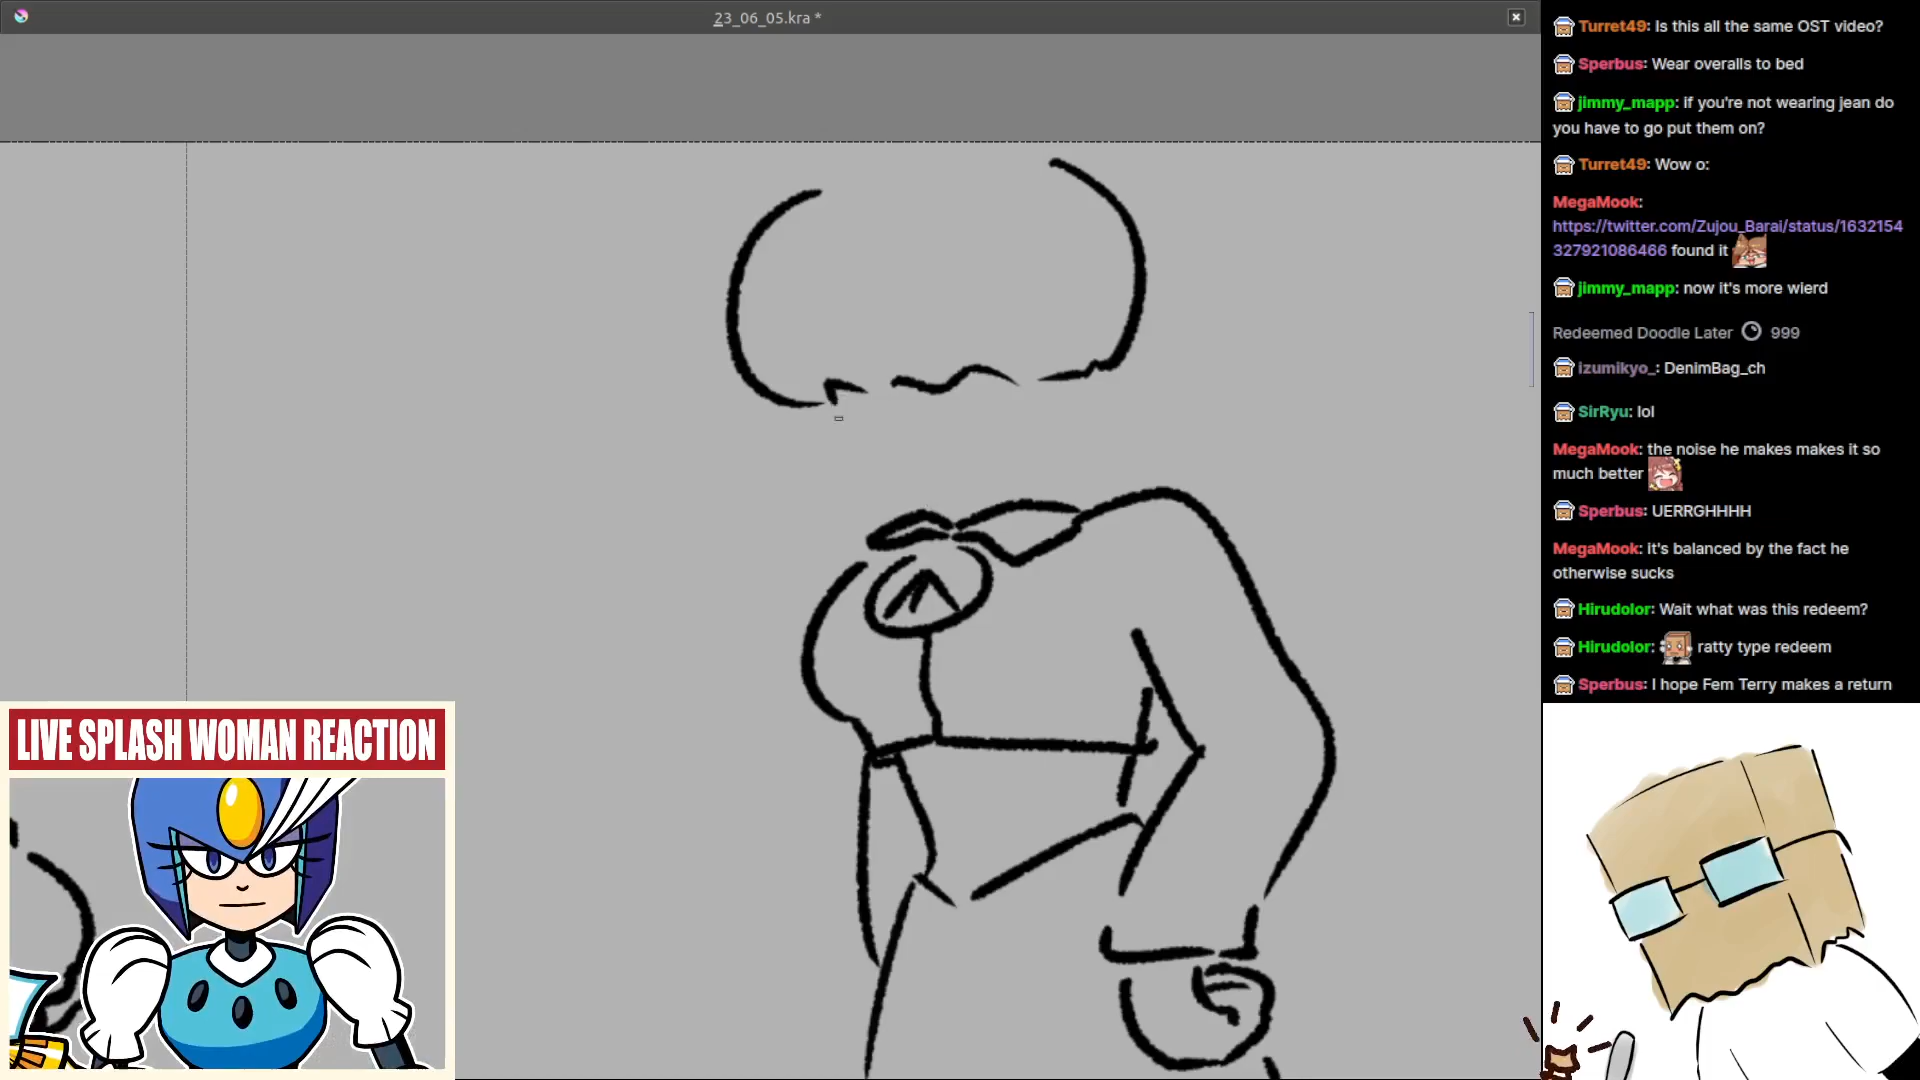 23_06_05.kra *
Turret49: Is this all the same OST video?
Sperbus: Wear overalls to bed
jimmy_mapp: if you're not wearing jean do
you have to go put them on?
Turret49: Wow o:
MegaMook:
https://twitter.com/Zujou_Barai/status/1632154
327921086466 found it
jimmy_mapp: now it's more wierd
Redeemed Doodle Later 999
Izumikyo_: DenimBag_ch
SirRyu: lol
MegaMook: the noise he makes makes it so
much better
Sperbus: UERRGHHHH
MegaMook: it's balanced by the fact he
otherwise sucks
Hirudolor: Wait what was this redeem?
Hirudolor: ratty type redeem
Sperbus: I hope Fem Terry makes a return
LIVE SPLASH WOMAN REACTION